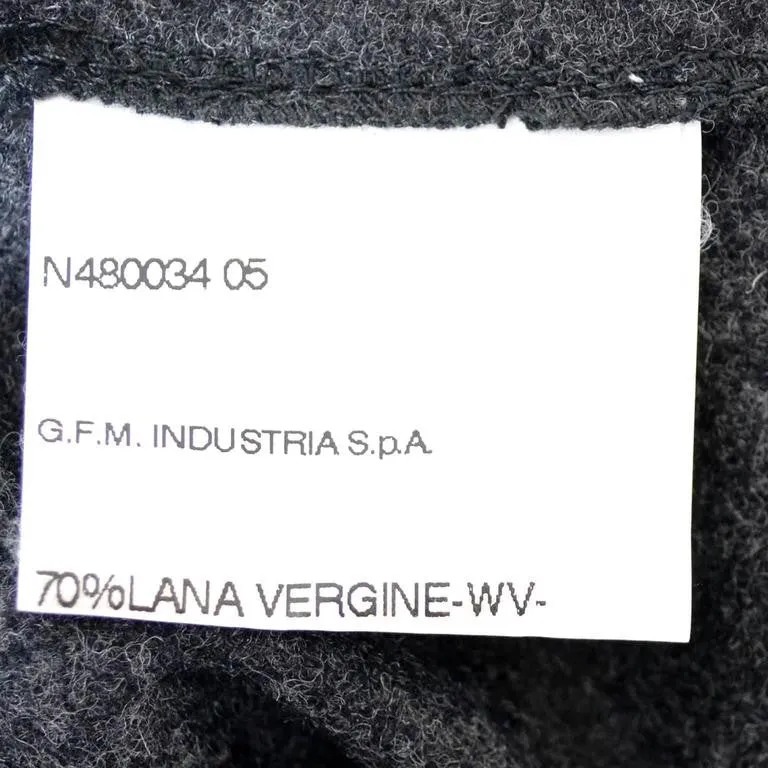 N480034 05
G.F.M. INDUSTRIA S.p.A.
70%LANA VERGINE-WV-